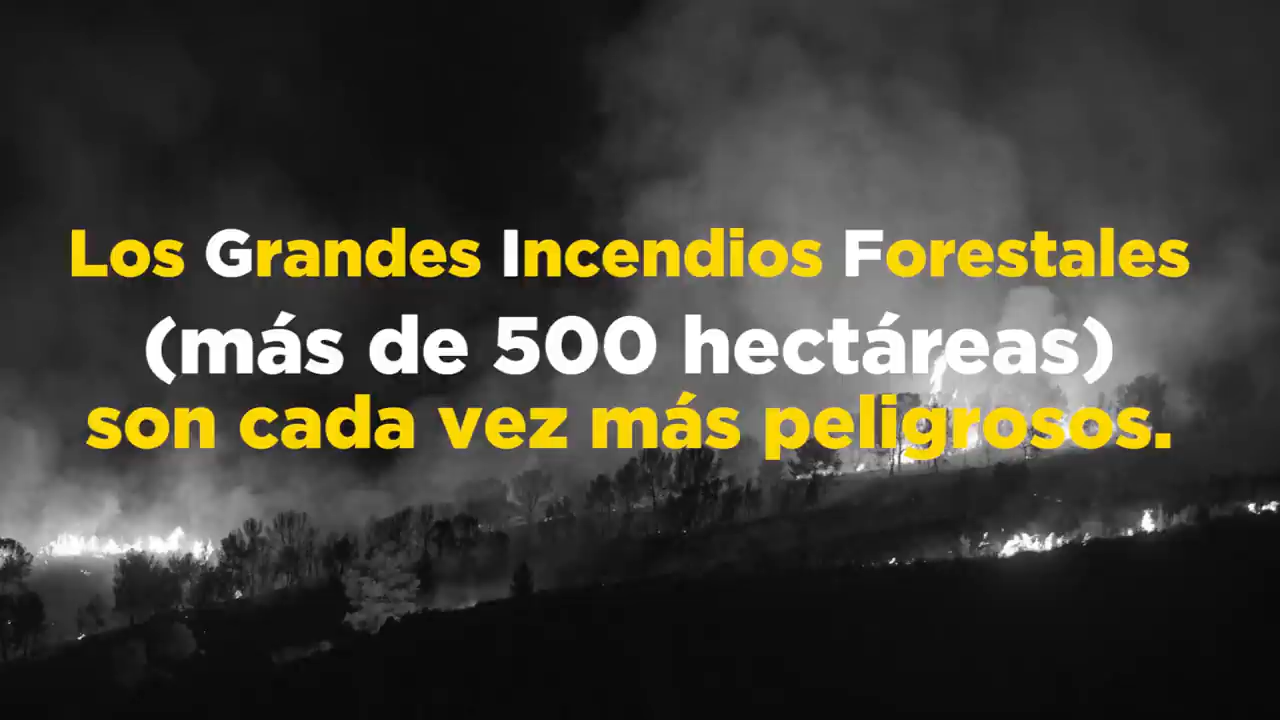 Los Grandes Incendios Forestales
(más de 500 hectáreas)
son cada vez más peligrosos.